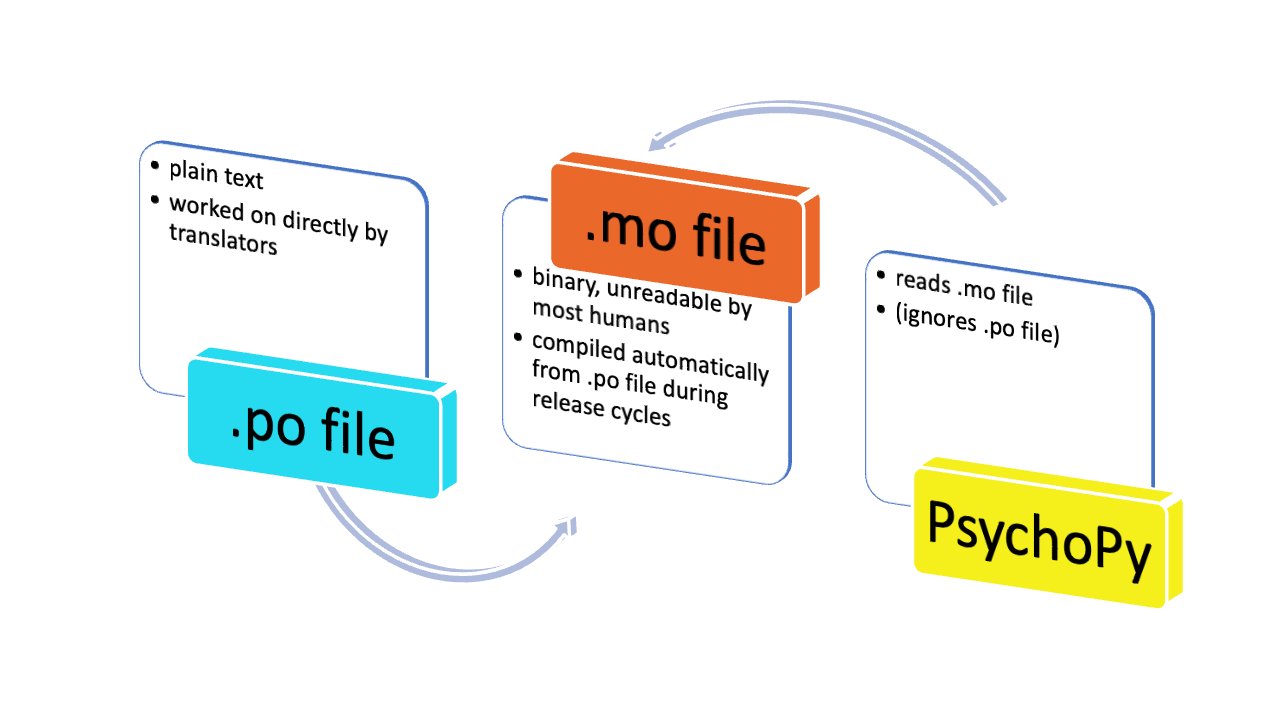 • plain text
• worked on directly by
translators
.po file
.mo file
• binary, unreadable by
most humans
• compiled automatically
from .po file during
release cycles
• reads .mo file
• (ignores .po file)
PsychoPy